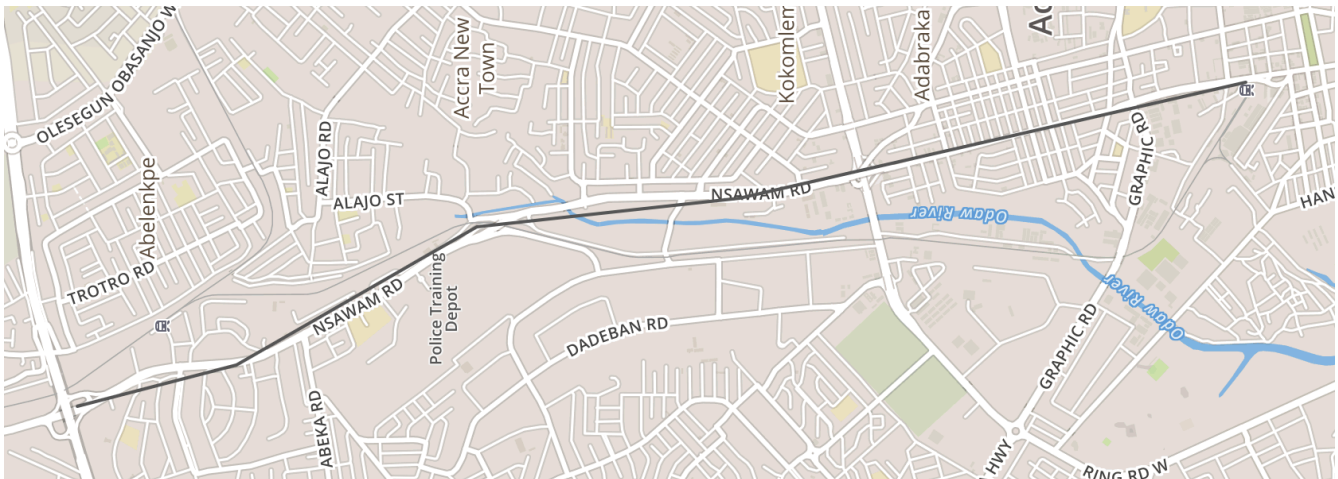 Ac
OLESEGUN OBASANJO W
Accra New
Town
Kokomlem
Adabraka
ALAJO RD
Abelenkpe
ALAJO ST
NSAWAM RD
GRAPHIC RD
HAN
Odaw River
TROTRO RD
NSAWAM RD
Police Training
Depot
DADEBAN RD
Odaw River
GRAPHIC RD
ABEKA RD
HWY
RING RD W